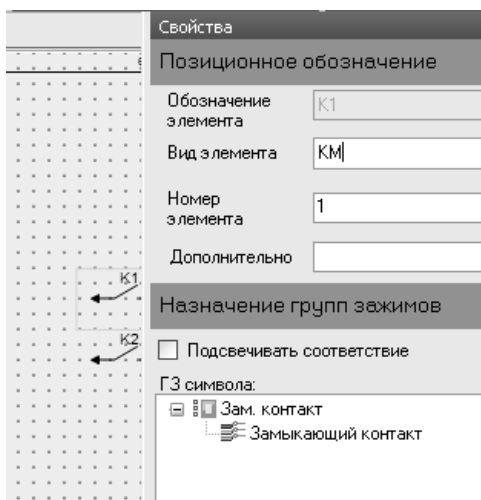 Свойства
Позиционное обозначение
Обозначение элемента
K1
Вид элемента
KM
Номер элемента
1
Дополнительно
K1
Назначение групп зажимов
K2
Подсвечивать соответствие
ГЗ символа:
Зам. контакт
Замыкающий контакт